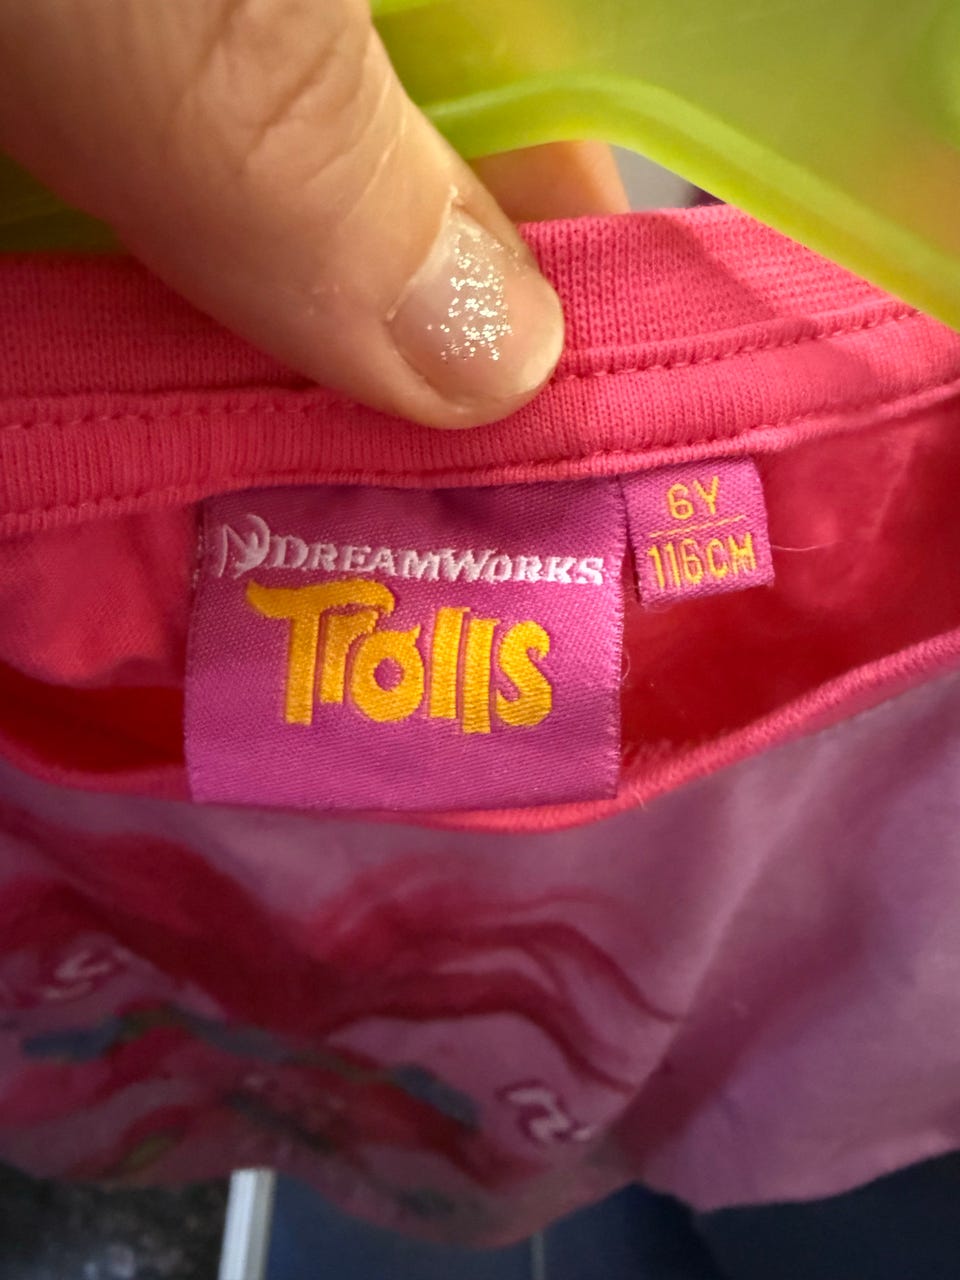 DREAMWORKS
Trolls
6Y
116CM